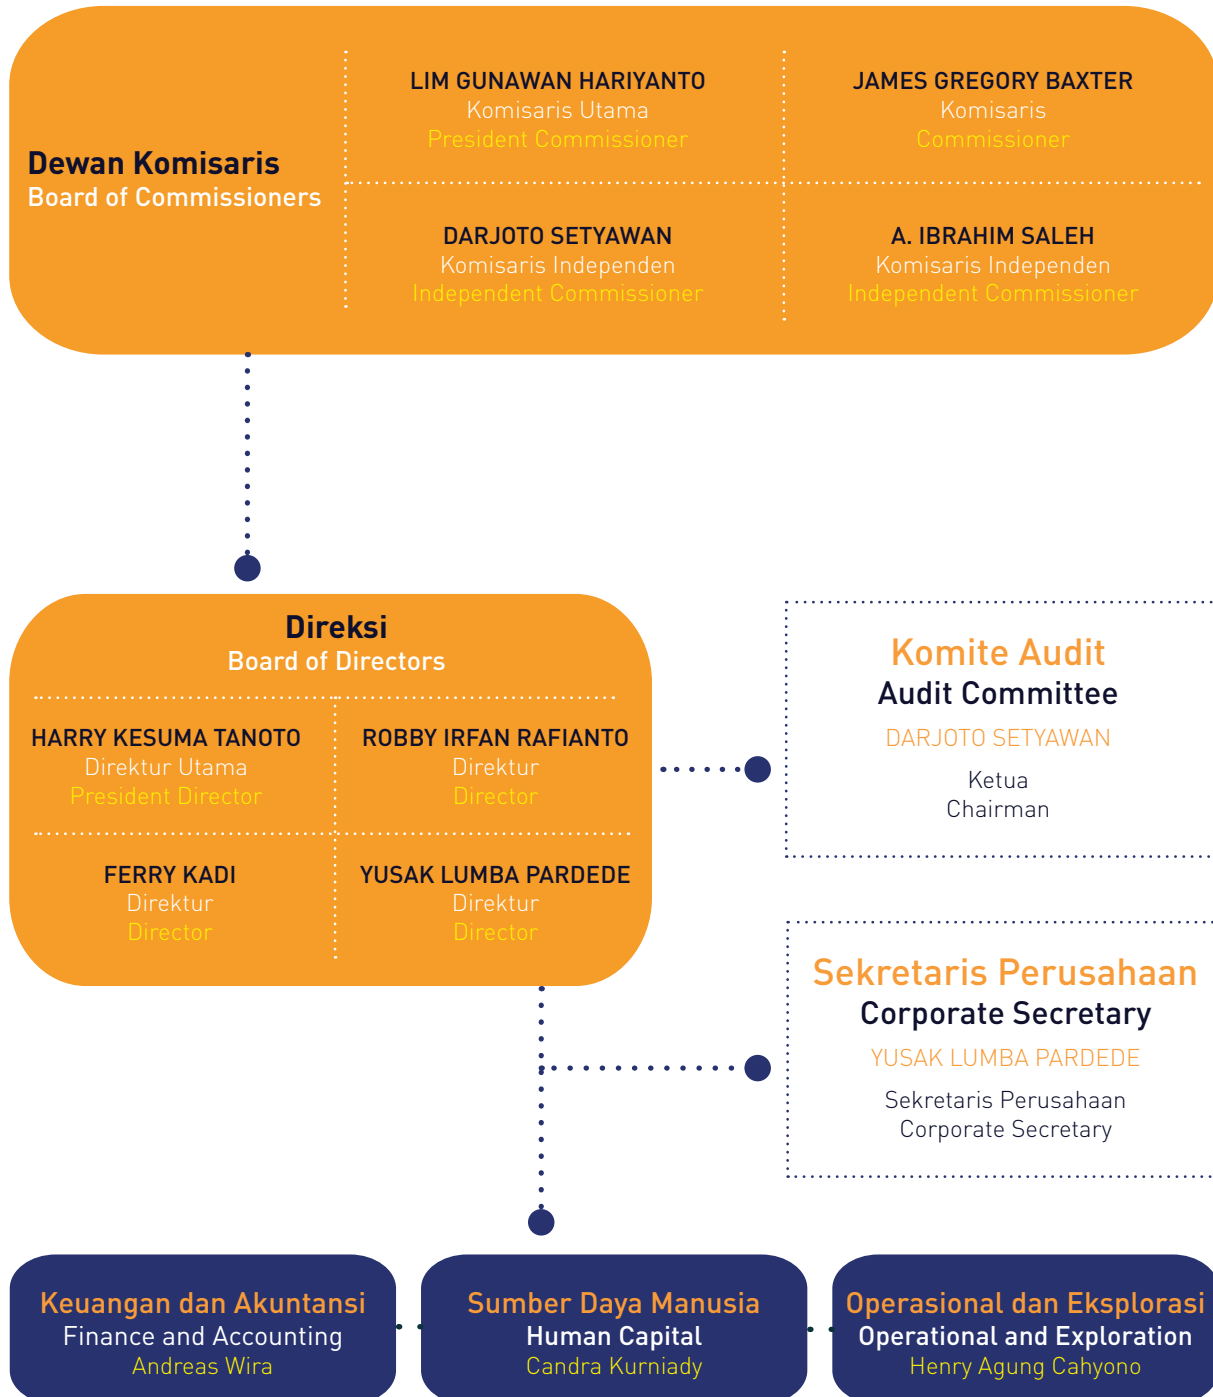 Dewan Komisaris
Board of Commissioners
LIM GUNAWAN HARIYANTO
Komisaris Utama
President Commissioner
JAMES GREGORY BAXTER
Komisaris
Commissioner
DARJOTO SETYAWAN
Komisaris Independen
Independent Commissioner
A. IBRAHIM SALEH
Komisaris Independen
Independent Commissioner
Direksi
Board of Directors
HARRY KESUMA TANOTO
Direktur Utama
President Director
ROBBY IRFAN RAFIANTO
Direktur
Director
FERRY KADI
Direktur
Director
YUSAK LUMBA PARDEDE
Direktur
Director
Komite Audit
Audit Committee
DARJOTO SETYAWAN
Ketua
Chairman
Sekretaris Perusahaan
Corporate Secretary
YUSAK LUMBA PARDEDE
Sekretaris Perusahaan
Corporate Secretary
Keuangan dan Akuntansi
Finance and Accounting
Andreas Wira
Sumber Daya Manusia
Human Capital
Candra Kurniady
Operasional dan Eksplorasi
Operational and Exploration
Henry Agung Cahyono